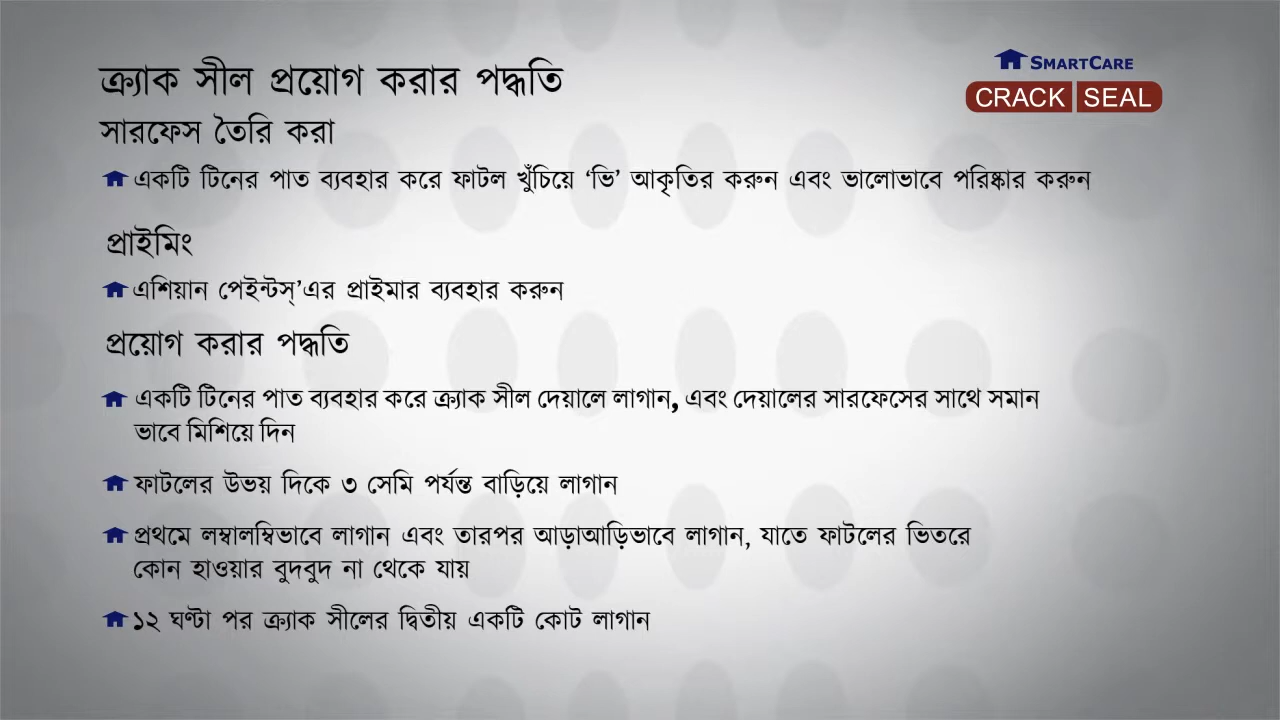 ক্র্যাক সীল প্রয়োগ করার পদ্ধতি
SMARTCARE
CRACK SEAL
সারফেস তৈরি করা
একটি টিনের পাত ব্যবহার করে ফাটল খুঁচিয়ে ‘ভি’ আকৃতির করুন এবং ভালোভাবে পরিষ্কার করুন
প্রাইমিং
এশিয়ান পেইন্টস্’এর প্রাইমার ব্যবহার করুন
প্রয়োগ করার পদ্ধতি
একটি টিনের পাত ব্যবহার করে ক্র্যাক সীল দেয়ালে লাগান, এবং দেয়ালের সারফেসের সাথে সমান
ভাবে মিশিয়ে দিন
ফাটলের উভয় দিকে ৩ সেমি পর্যন্ত বাড়িয়ে লাগান
প্রথমে লম্বালম্বিভাবে লাগান এবং তারপর আড়াআড়িভাবে লাগান, যাতে ফাটলের ভিতরে
কোন হাওয়ার বুদবুদ না থেকে যায়
১২ ঘণ্টা পর ক্র্যাক সীলের দ্বিতীয় একটি কোট লাগান